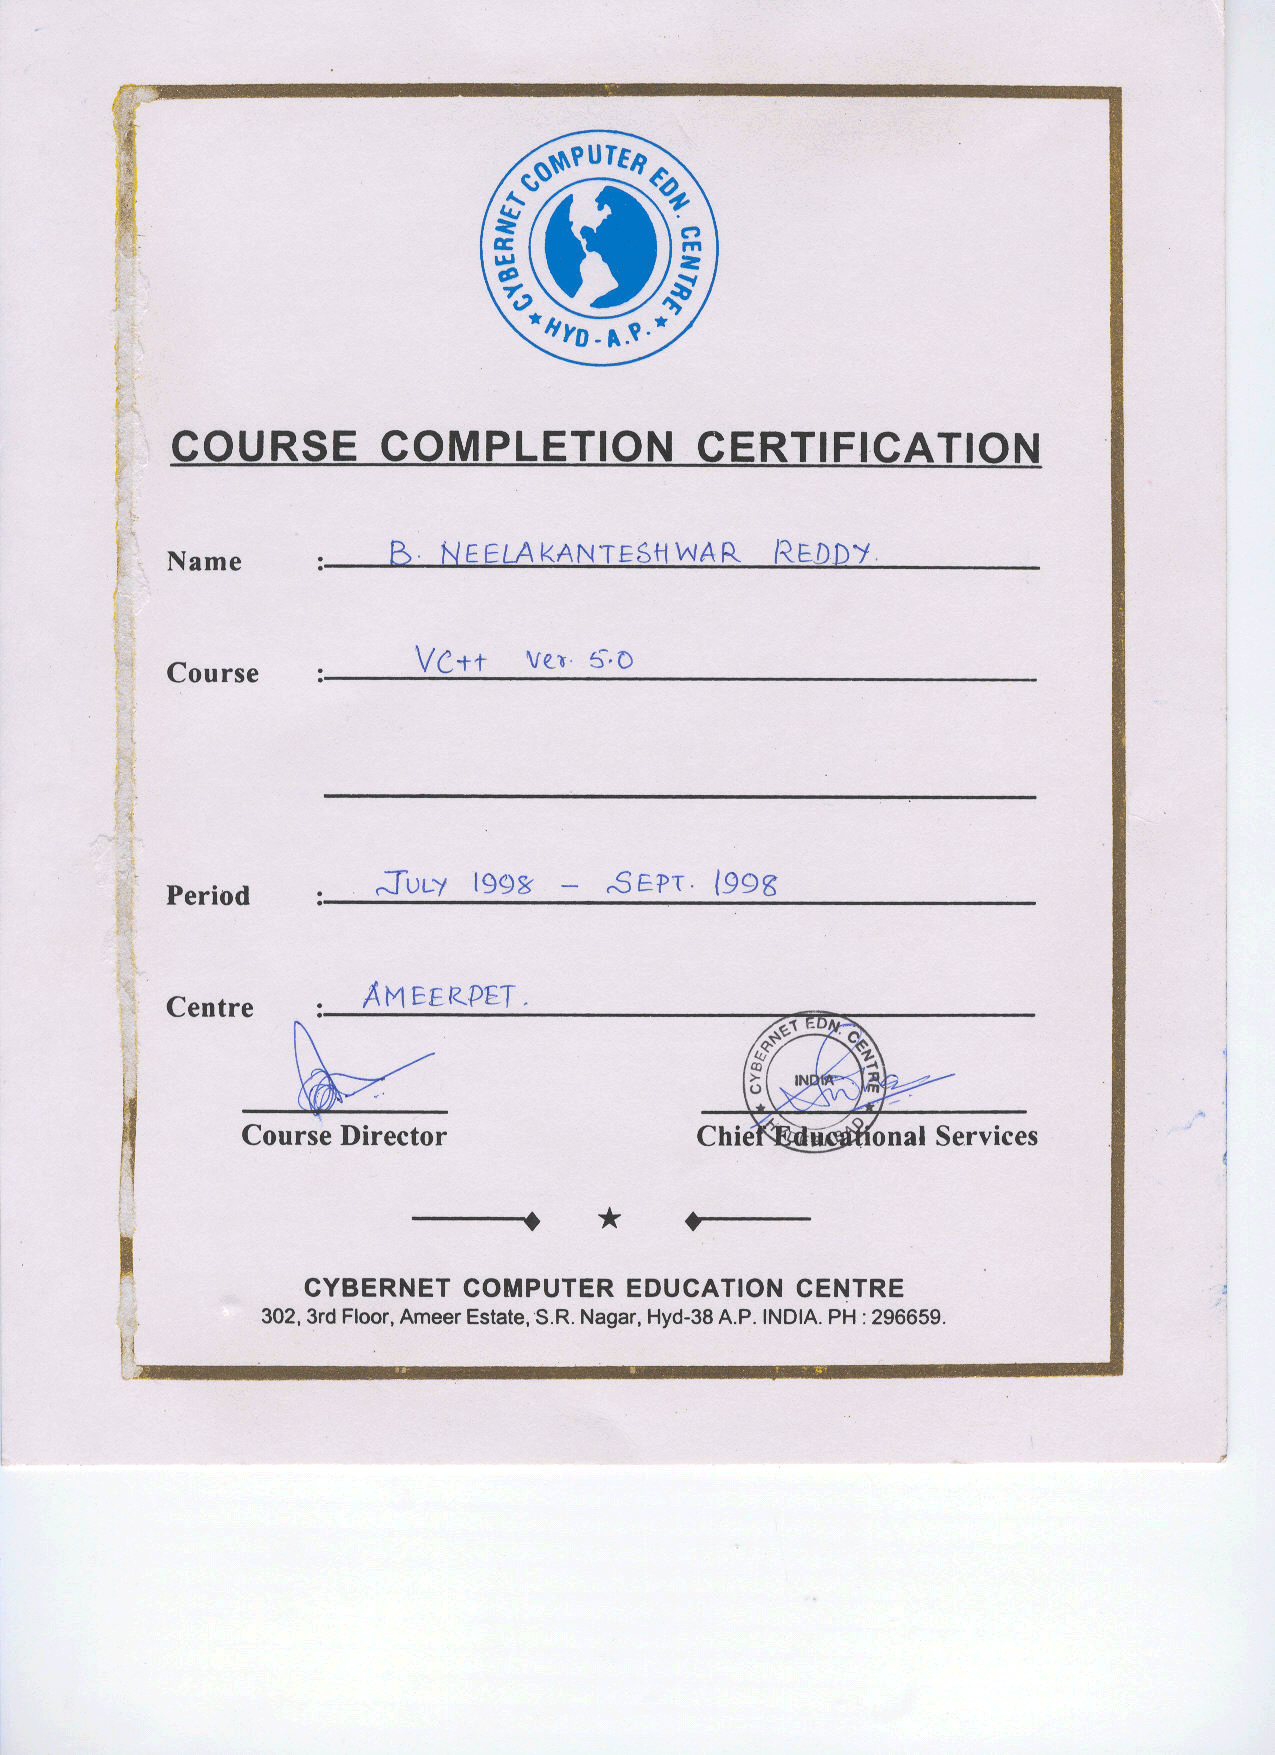 CYBERNET COMPUTER EDN. CENTRE
★ HYD - A.P. ★
COURSE COMPLETION CERTIFICATION
Name : B. NEELAKANTESHWAR REDDY.
Course : VC++ Ver. 5.0
Period : JULY 1998 - SEPT. 1998
Centre : AMEERPET.
CYBERNET EDN. CENTRE
INDIA
★ HYDERABAD ★
Course Director
Chief Educational Services
CYBERNET COMPUTER EDUCATION CENTRE
302, 3rd Floor, Ameer Estate, S.R. Nagar, Hyd-38 A.P. INDIA. PH : 296659.